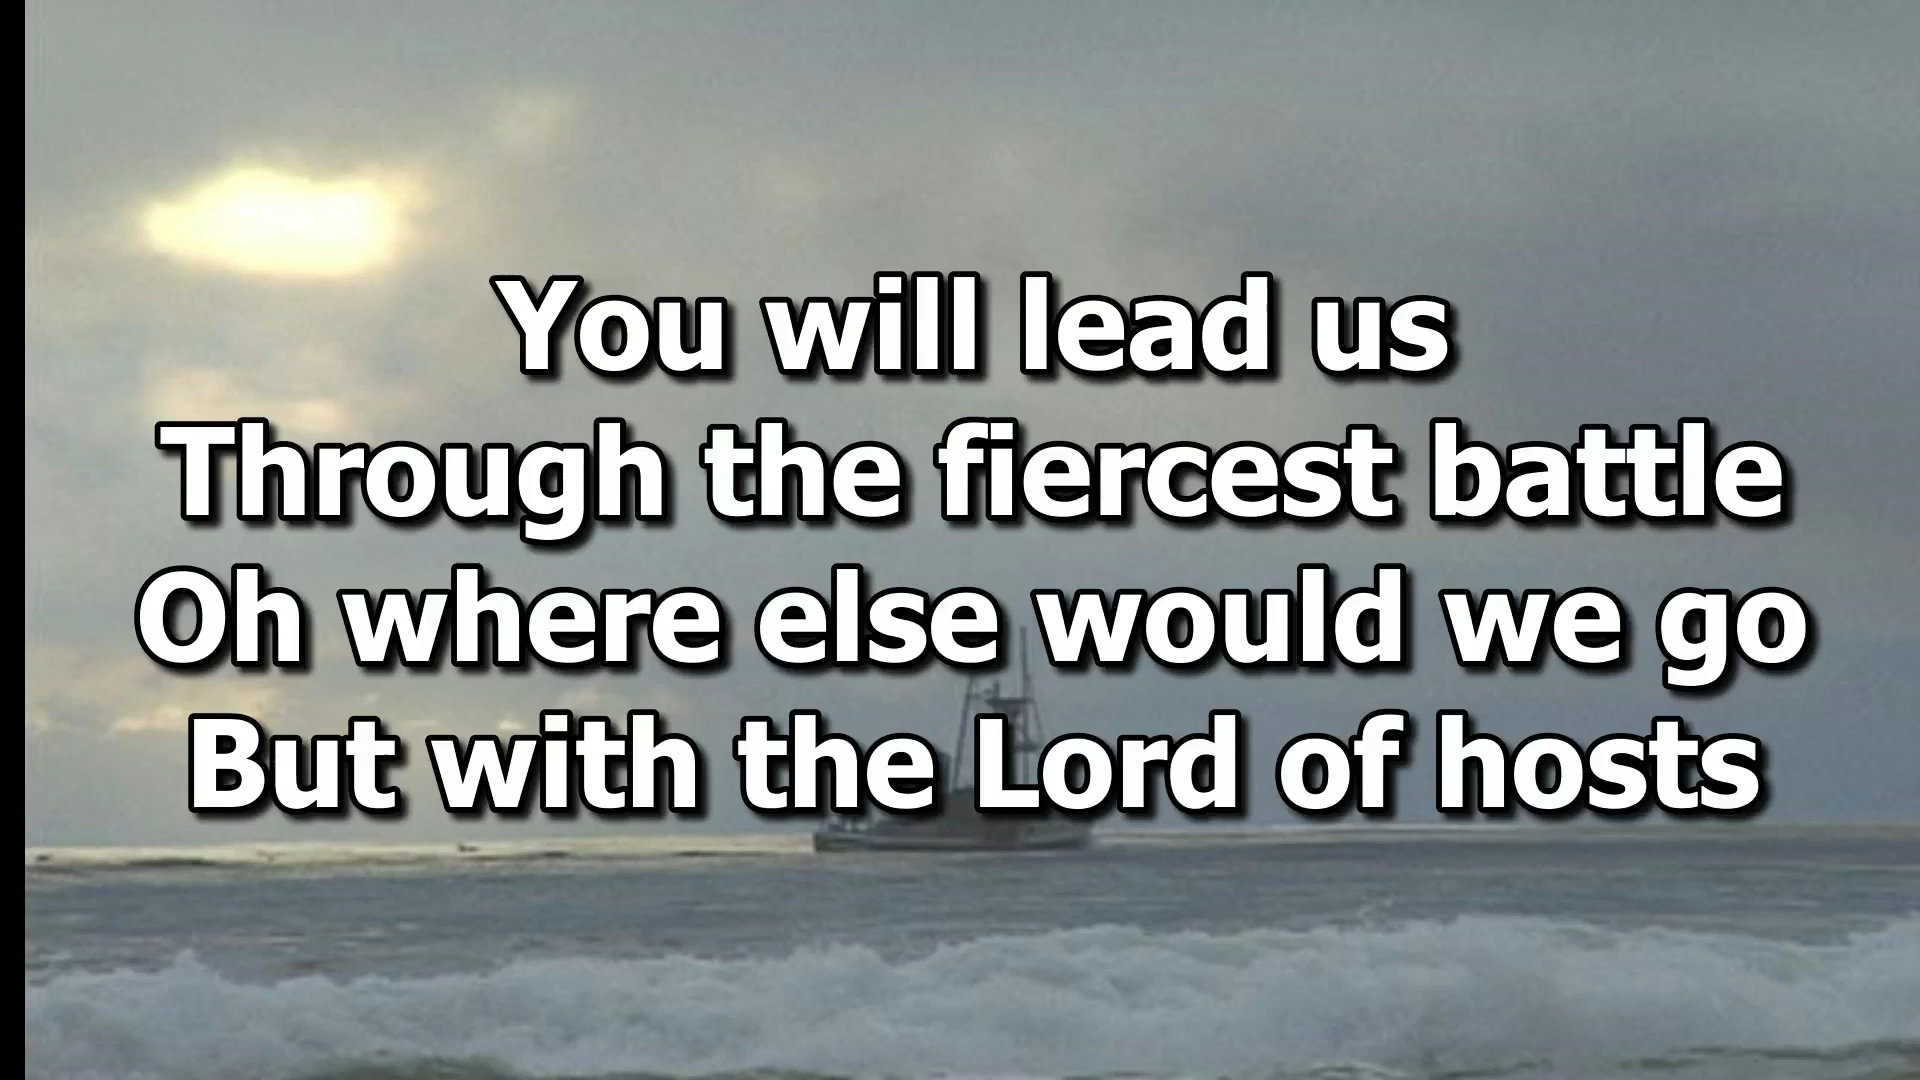 You will lead us
Through the fiercest battle
Oh where else would we go
But with the Lord of hosts